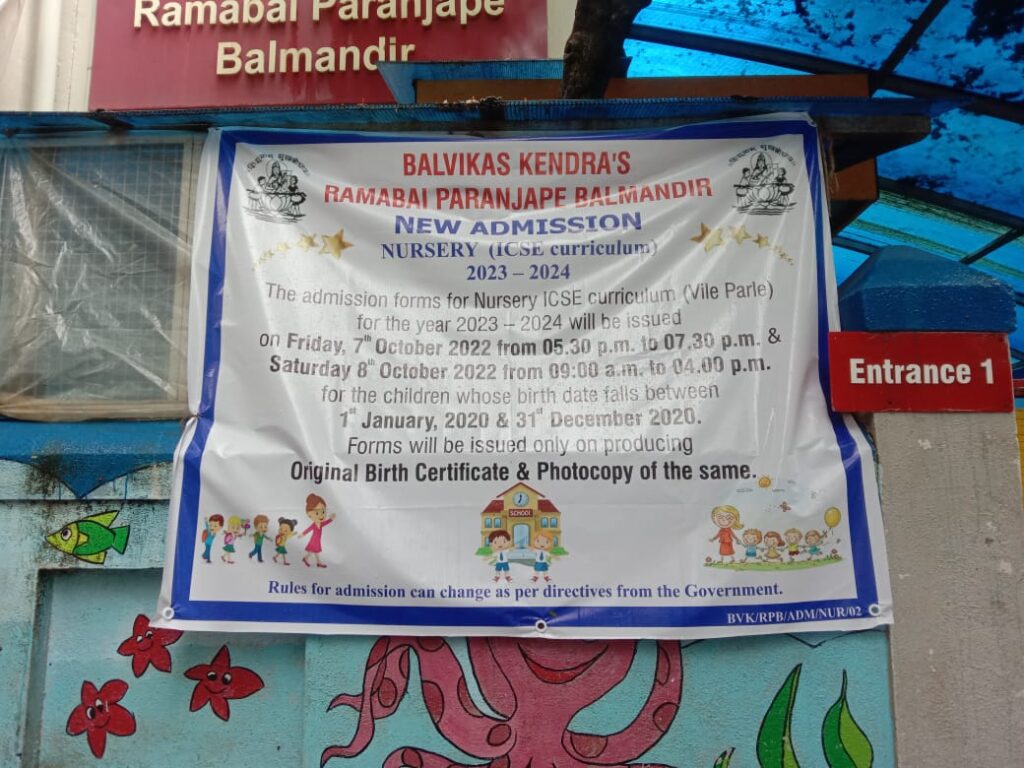 Ramabai Paranjape
Balmandir
BALVIKAS KENDRA'S
RAMABAI PARANJAPE BALMANDIR
NEW ADMISSION
NURSERY (ICSE curriculum)
2023 – 2024
The admission forms for Nursery ICSE curriculum (Vile Parle)
for the year 2023 – 2024 will be issued
on Friday, 7th October 2022 from 05.30 p.m. to 07.30 p.m. &
Saturday 8th October 2022 from 09:00 a.m. to 04.00 p.m.
for the children whose birth date falls between
1st January, 2020 & 31st December 2020.
Forms will be issued only on producing
Original Birth Certificate & Photocopy of the same.
SCHOOL
Rules for admission can change as per directives from the Government.
BVK/RPB/ADM/NUR/02
Entrance 1